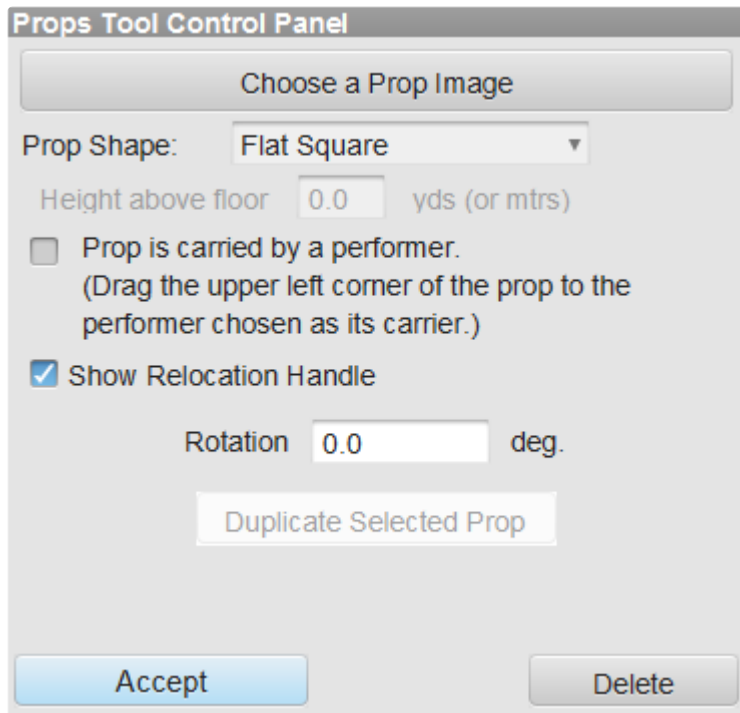 Props Tool Control Panel
Choose a Prop Image
Prop Shape: Flat Square
Height above floor 0.0 yds (or mtrs)
Prop is carried by a performer.
(Drag the upper left corner of the prop to the
performer chosen as its carrier.)
Show Relocation Handle
Rotation 0.0 deg.
Duplicate Selected Prop
Accept Delete